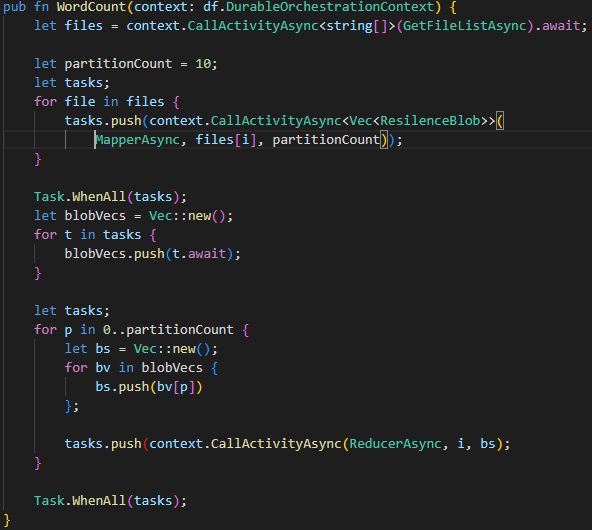 pub fn WordCount(context: df.DurableOrchestrationContext) {
    let files = context.CallActivityAsync<string[]>(GetFileListAsync).await;

    let partitionCount = 10;
    let tasks;
    for file in files {
        tasks.push(context.CallActivityAsync<Vec<ResilenceBlob>>(
            MapperAsync, files[i], partitionCount));
    }

    Task.WhenAll(tasks);
    let blobVecs = Vec::new();
    for t in tasks {
        blobVecs.push(t.await);
    }

    let tasks;
    for p in 0..partitionCount {
        let bs = Vec::new();
        for bv in blobVecs {
            bs.push(bv[p])
        };

        tasks.push(context.CallActivityAsync(ReducerAsync, i, bs);
    }

    Task.WhenAll(tasks);
}